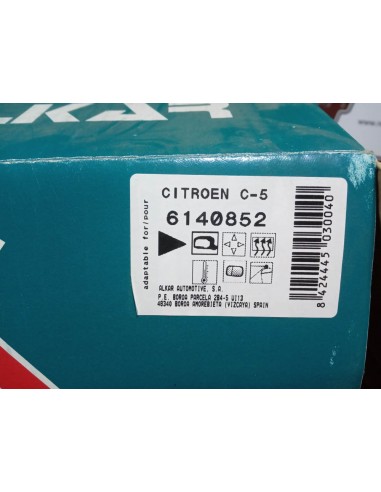 ALKAR
adaptable for/pour
CITROEN C-5
6140852
ALKAR AUTOMOTIVE, S.A.
P.E. BOROA PARCELA 2B4-5
48340 BOROA AMOREBIETA (VIZCAYA) SPAIN
8 424445 030040